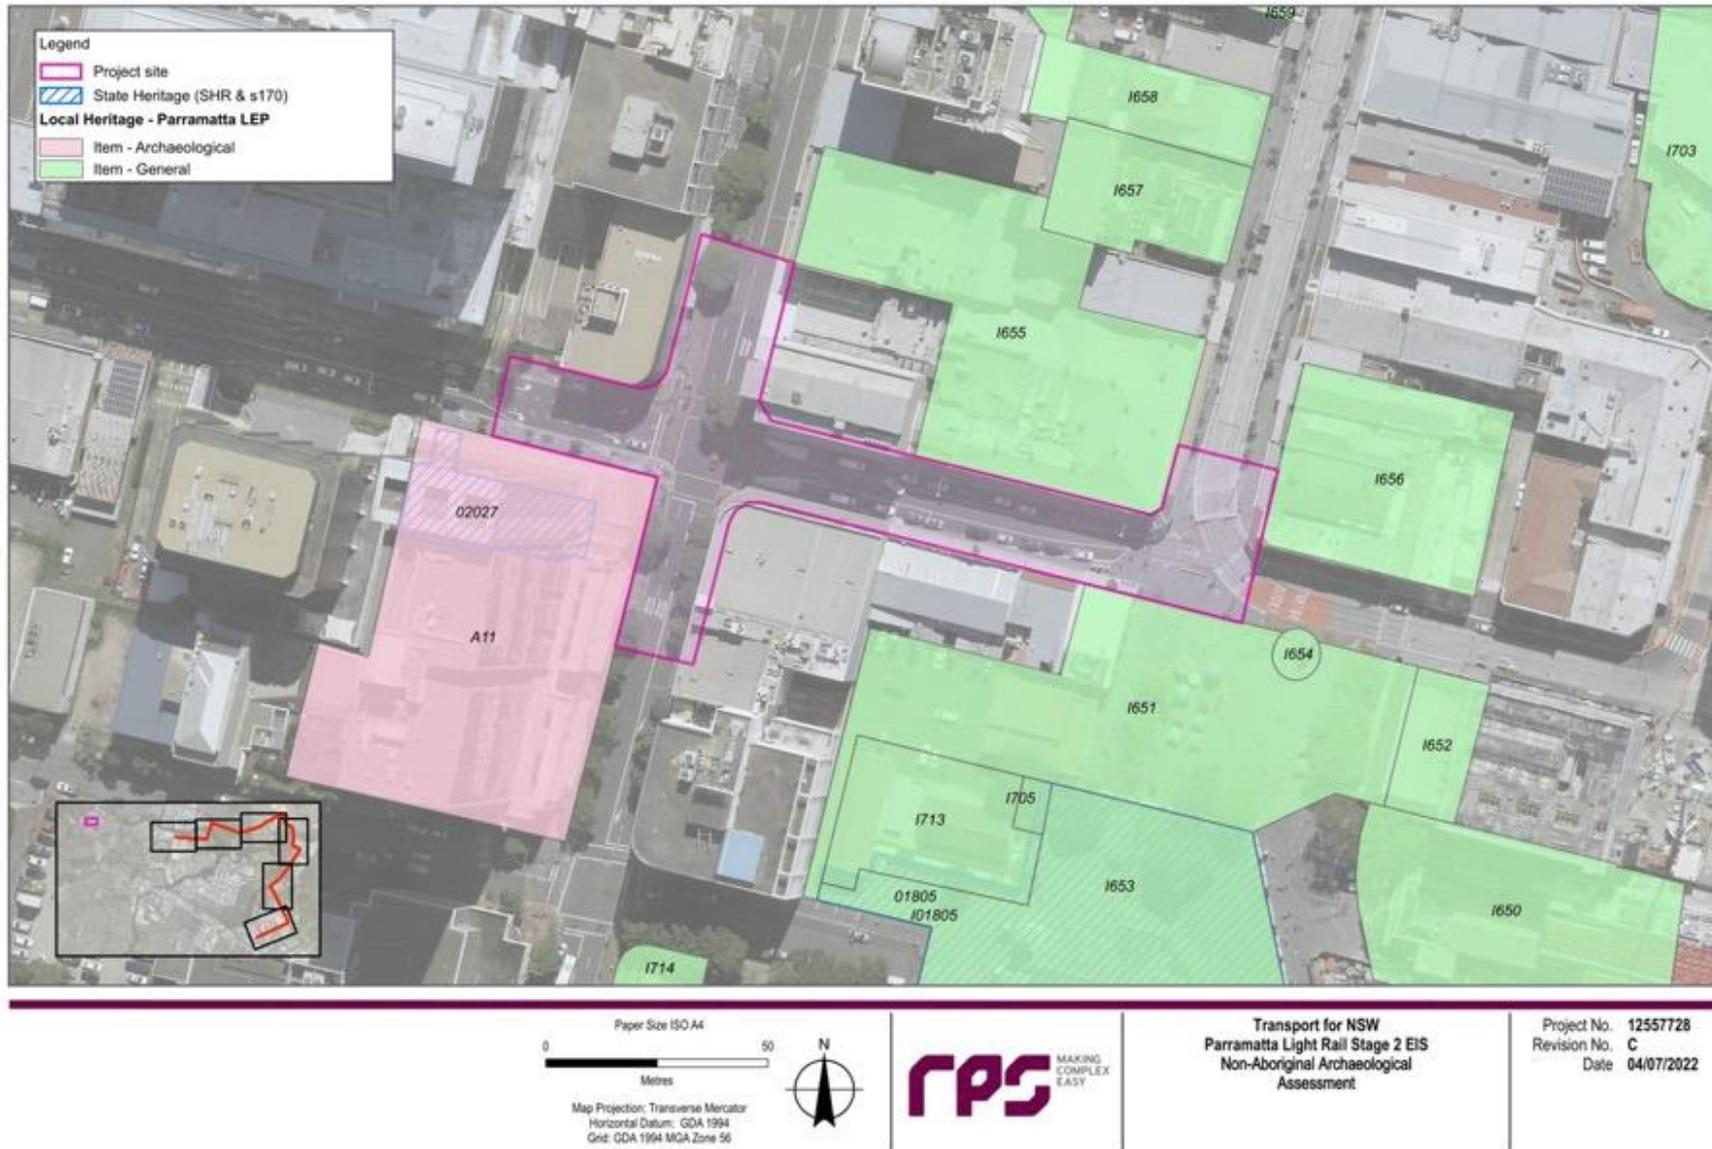 Legend
Project site
State Heritage (SHR & s170)
Local Heritage - Parramatta LEP
Item - Archaeological
Item - General
I659
I658
I703
I657
I655
I656
02027
A11
I654
I651
I652
I705
I713
I653
01805
I01805
I650
I714
Paper Size ISO A4
0 50
Metres
Map Projection: Transverse Mercator
Horizontal Datum: GDA 1994
Grid: GDA 1994 MGA Zone 56
N
rps
MAKING
COMPLEX
EASY
Transport for NSW
Parramatta Light Rail Stage 2 EIS
Non-Aboriginal Archaeological
Assessment
Project No. 12557728
Revision No. C
Date 04/07/2022